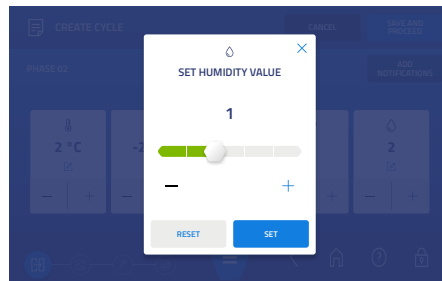 CREATE CYCLE
CANCEL
SAVE AND
PROCEED
PHASE 02
ADD
NOTIFICATIONS
SET HUMIDITY VALUE
1
2 °C
-2
2
— +
— +
+
— +
RESET
SET